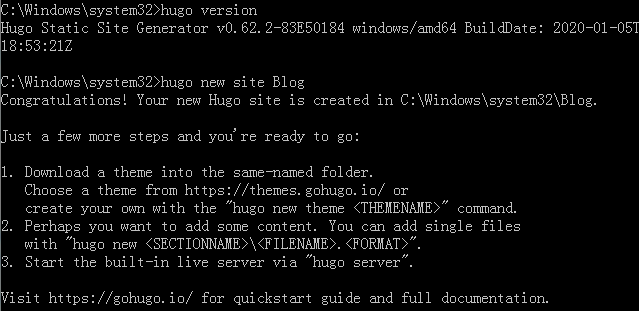 C:\Windows\system32>hugo version
Hugo Static Site Generator v0.62.2-83E50184 windows/amd64 BuildDate: 2020-01-05T
18:53:21Z
C:\Windows\system32>hugo new site Blog
Congratulations! Your new Hugo site is created in C:\Windows\system32\Blog.
Just a few more steps and you're ready to go:
1. Download a theme into the same-named folder.
Choose a theme from https://themes.gohugo.io/ or
create your own with the "hugo new theme <THEMENAME>" command.
2. Perhaps you want to add some content. You can add single files
with "hugo new <SECTIONNAME>\<FILENAME>.<FORMAT>".
3. Start the built-in live server via "hugo server".
Visit https://gohugo.io/ for quickstart guide and full documentation.